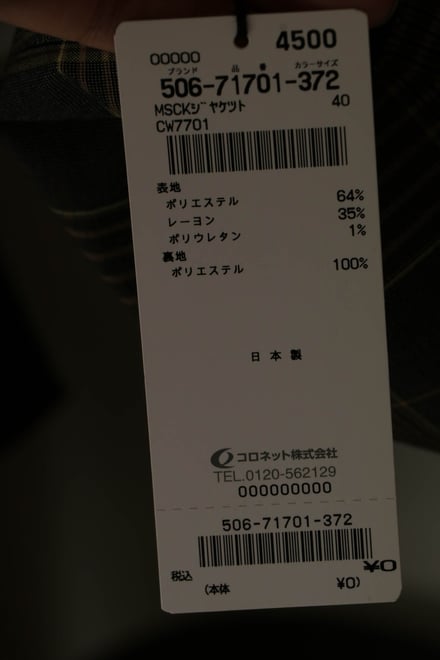 4500
00000
ブランド 品番 カラーサイズ
506-71701-372
MSCKジャケット 40
CW7701
表地
ポリエステル 64%
レーヨン 35%
ポリウレタン 1%
裏地
ポリエステル 100%
日本製
コロネット株式会社
TEL.0120-562129
000000000
506-71701-372
税込 ¥0
(本体 ¥0)